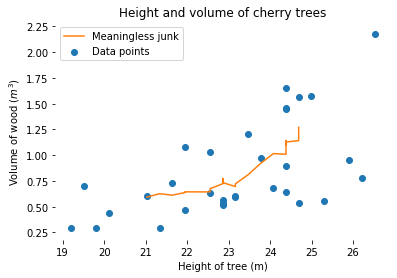 Height and volume of cherry trees
Meaningless junk
Data points
Volume of wood (m³)
2.25
2.00
1.75
1.50
1.25
1.00
0.75
0.50
0.25
19 20 21 22 23 24 25 26
Height of tree (m)